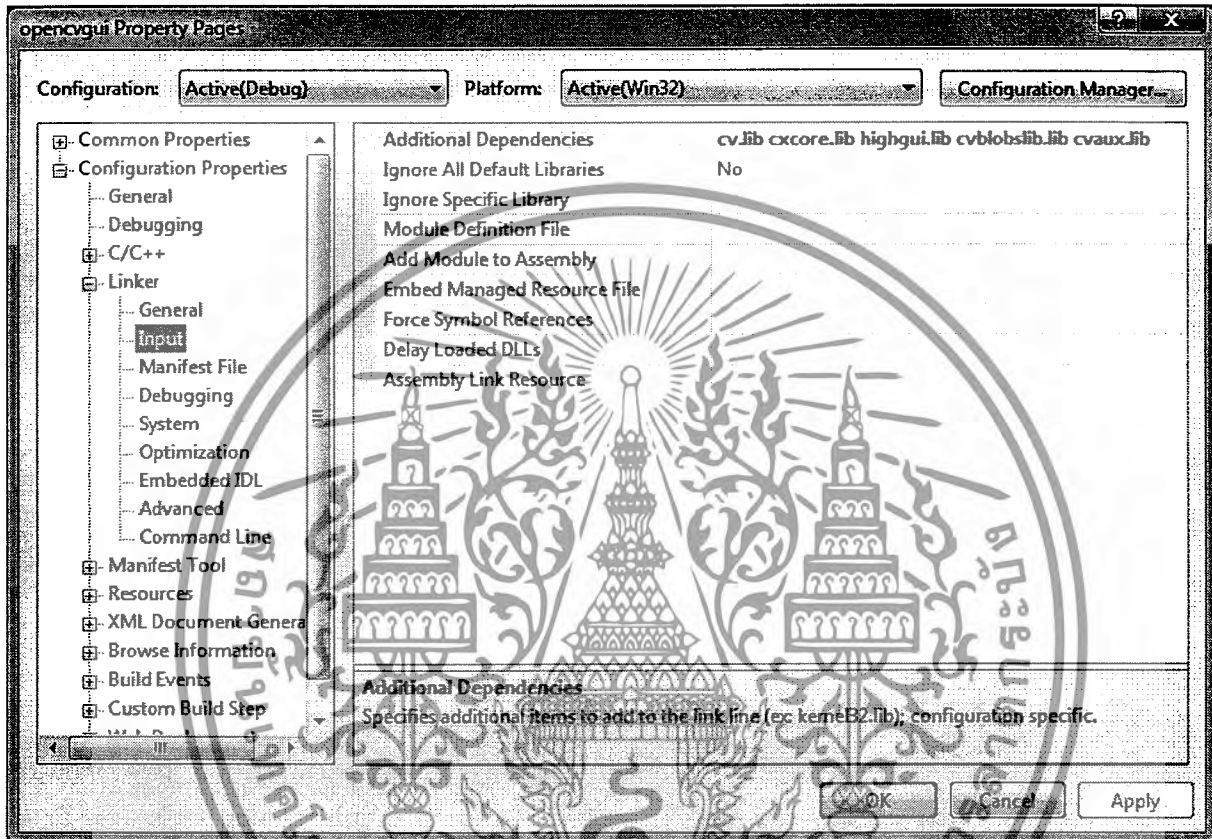 opencvgui Property Pages
Configuration: Active(Debug) Platform: Active(Win32) Configuration Manager...
Common Properties
Configuration Properties
General
Debugging
C/C++
Linker
General
Input
Manifest File
Debugging
System
Optimization
Embedded IDL
Advanced
Command Line
Manifest Tool
Resources
XML Document Genera
Browse Information
Build Events
Custom Build Step
Additional Dependencies cv.lib cxcore.lib highgui.lib cvblobslib.lib cvaux.lib
Ignore All Default Libraries No
Ignore Specific Library
Module Definition File
Add Module to Assembly
Embed Managed Resource File
Force Symbol References
Delay Loaded DLLs
Assembly Link Resource
Additional Dependencies
Specifies additional items to add to the link line (ex: kernel32.lib); configuration specific.
OK Cancel Apply